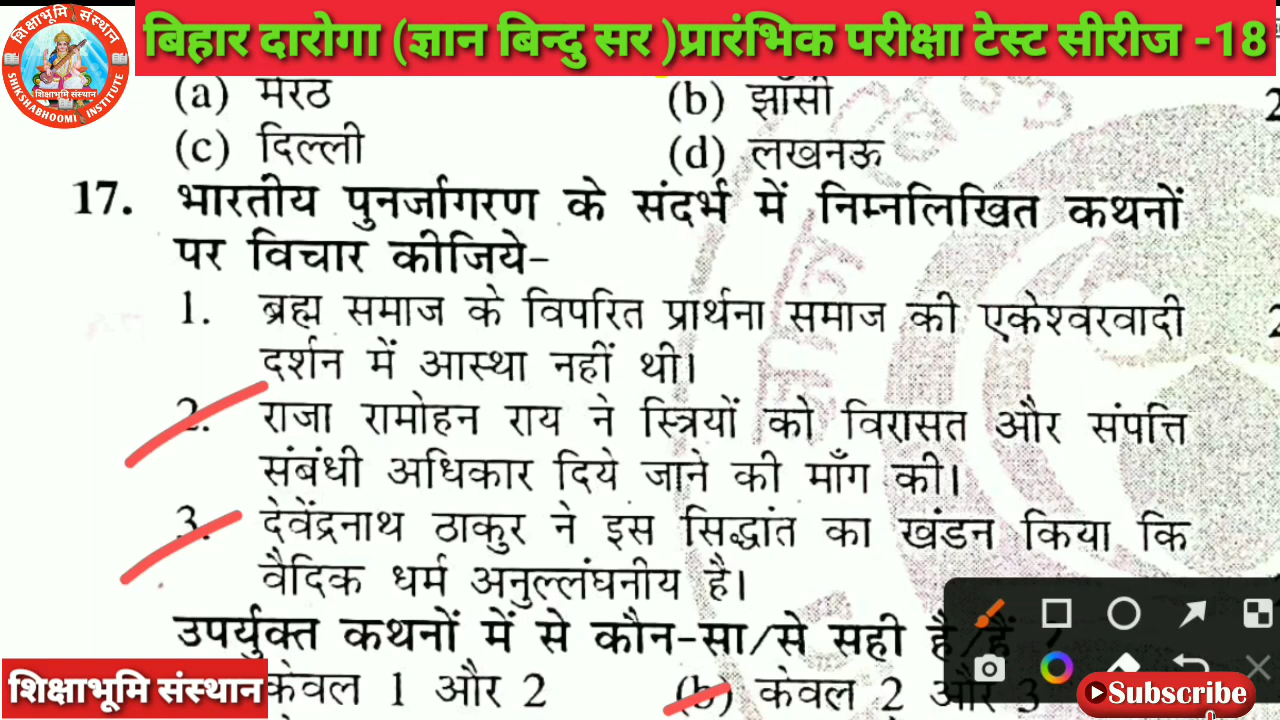 बिहार दारोगा (ज्ञान बिन्दु सर )प्रारंभिक परीक्षा टेस्ट सीरीज -18
शिक्षाभूमि संस्थान
शिक्षाभूमि संस्थान
SHIKSHABHOOMI INSTITUTE
(a) मेरठ (b) झाँसी
(c) दिल्ली (d) लखनऊ
17. भारतीय पुनर्जागरण के संदर्भ में निम्नलिखित कथनों
पर विचार कीजिये-
1. ब्रह्म समाज के विपरित प्रार्थना समाज की एकेश्वरवादी
दर्शन में आस्था नहीं थी।
2. राजा रामोहन राय ने स्त्रियों को विरासत और संपत्ति
संबंधी अधिकार दिये जाने की माँग की।
3. देवेंद्रनाथ ठाकुर ने इस सिद्धांत का खंडन किया कि
वैदिक धर्म अनुल्लंघनीय है।
उपर्युक्त कथनों में से कौन-सा/से सही है/हैं ?
केवल 1 और 2 (b) केवल 2 और 3
शिक्षाभूमि संस्थान
Subscribe